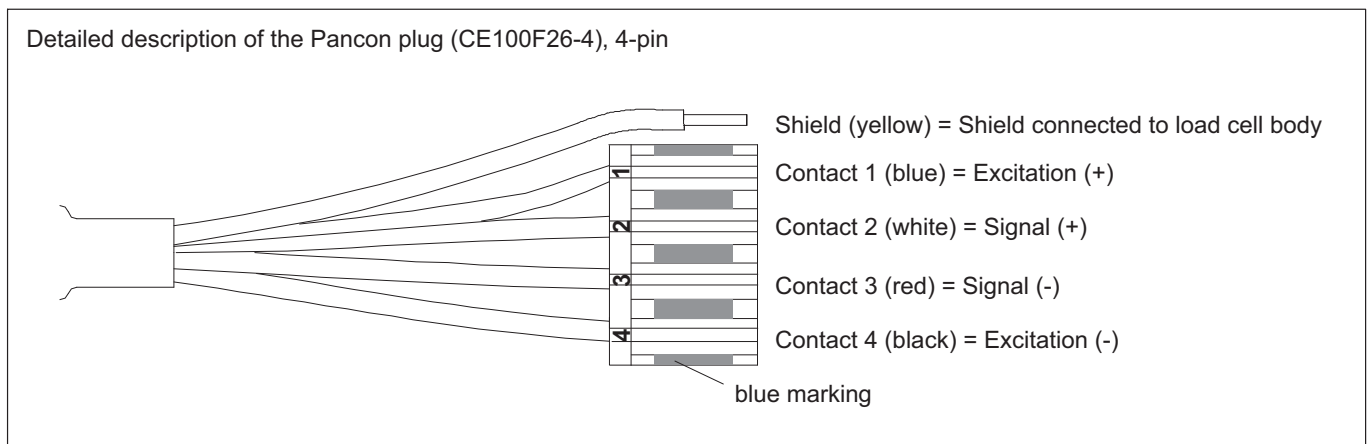 Detailed description of the Pancon plug (CE100F26-4), 4-pin
Shield (yellow) = Shield connected to load cell body
1
Contact 1 (blue) = Excitation (+)
2
Contact 2 (white) = Signal (+)
3
Contact 3 (red) = Signal (-)
4
Contact 4 (black) = Excitation (-)
blue marking